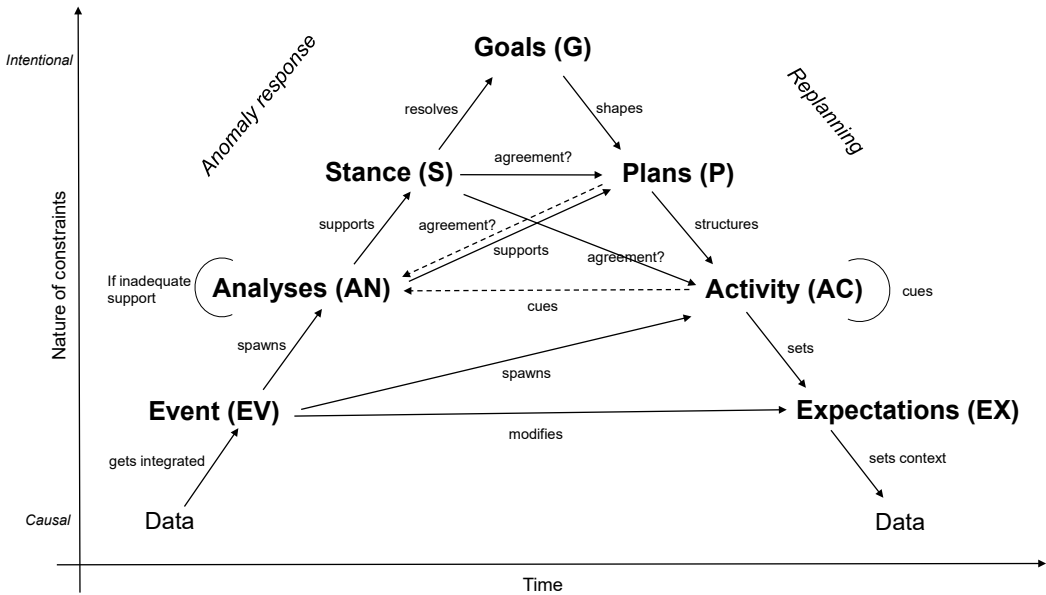 Goals (G)
Intentional
Anomaly response
Replanning
resolves
shapes
agreement?
Stance (S)
Plans (P)
supports
agreement?
structures
supports
agreement?
Nature of constraints
If inadequate
support
Analyses (AN)
Activity (AC)
cues
cues
spawns
sets
spawns
Event (EV)
Expectations (EX)
modifies
gets integrated
sets context
Causal
Data
Data
Time